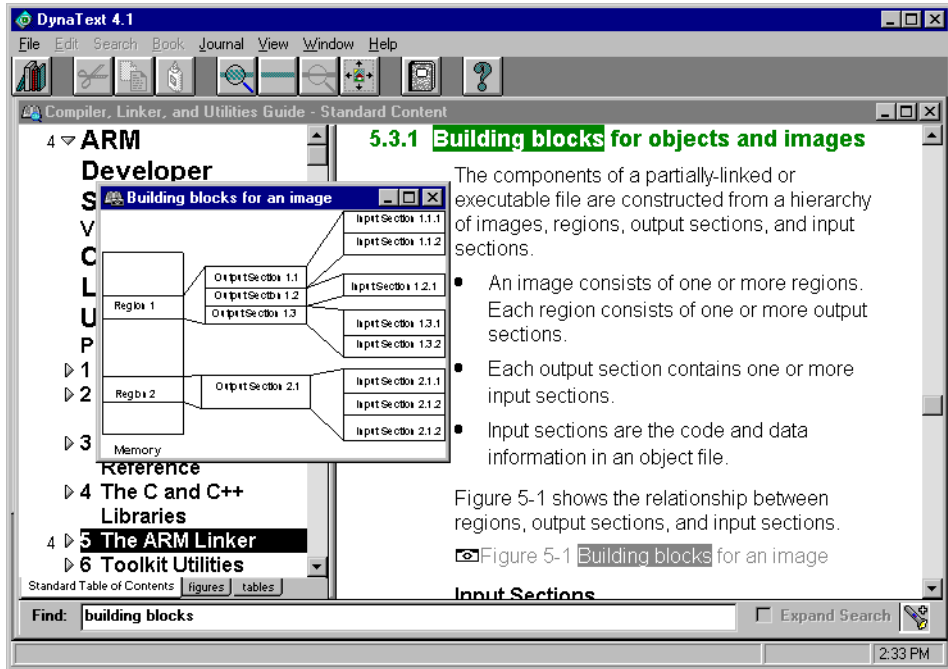 DynaText 4.1
File Edit Search Book Journal View Window Help
Compiler, Linker, and Utilities Guide - Standard Content
4 ARM
Developer
S
V
C
L
U
P
1
2
3
Reference
4 The C and C++
Libraries
4 5 The ARM Linker
6 Toolkit Utilities
Standard Table of Contents figures tables
Building blocks for an image
Region 1
Region 2
Memory
Output Section 1.1
Output Section 1.2
Output Section 1.3
Output Section 2.1
Input Section 1.1.1
Input Section 1.1.2
Input Section 1.2.1
Input Section 1.3.1
Input Section 1.3.2
Input Section 2.1.1
Input Section 2.1.2
Input Section 2.1.2
5.3.1 Building blocks for objects and images
The components of a partially-linked or
executable file are constructed from a hierarchy
of images, regions, output sections, and input
sections.
• An image consists of one or more regions.
Each region consists of one or more output
sections.
• Each output section contains one or more
input sections.
• Input sections are the code and data
information in an object file.
Figure 5-1 shows the relationship between
regions, output sections, and input sections.
Figure 5-1 Building blocks for an image
Input Sections
Find: building blocks
Expand Search
2:33 PM